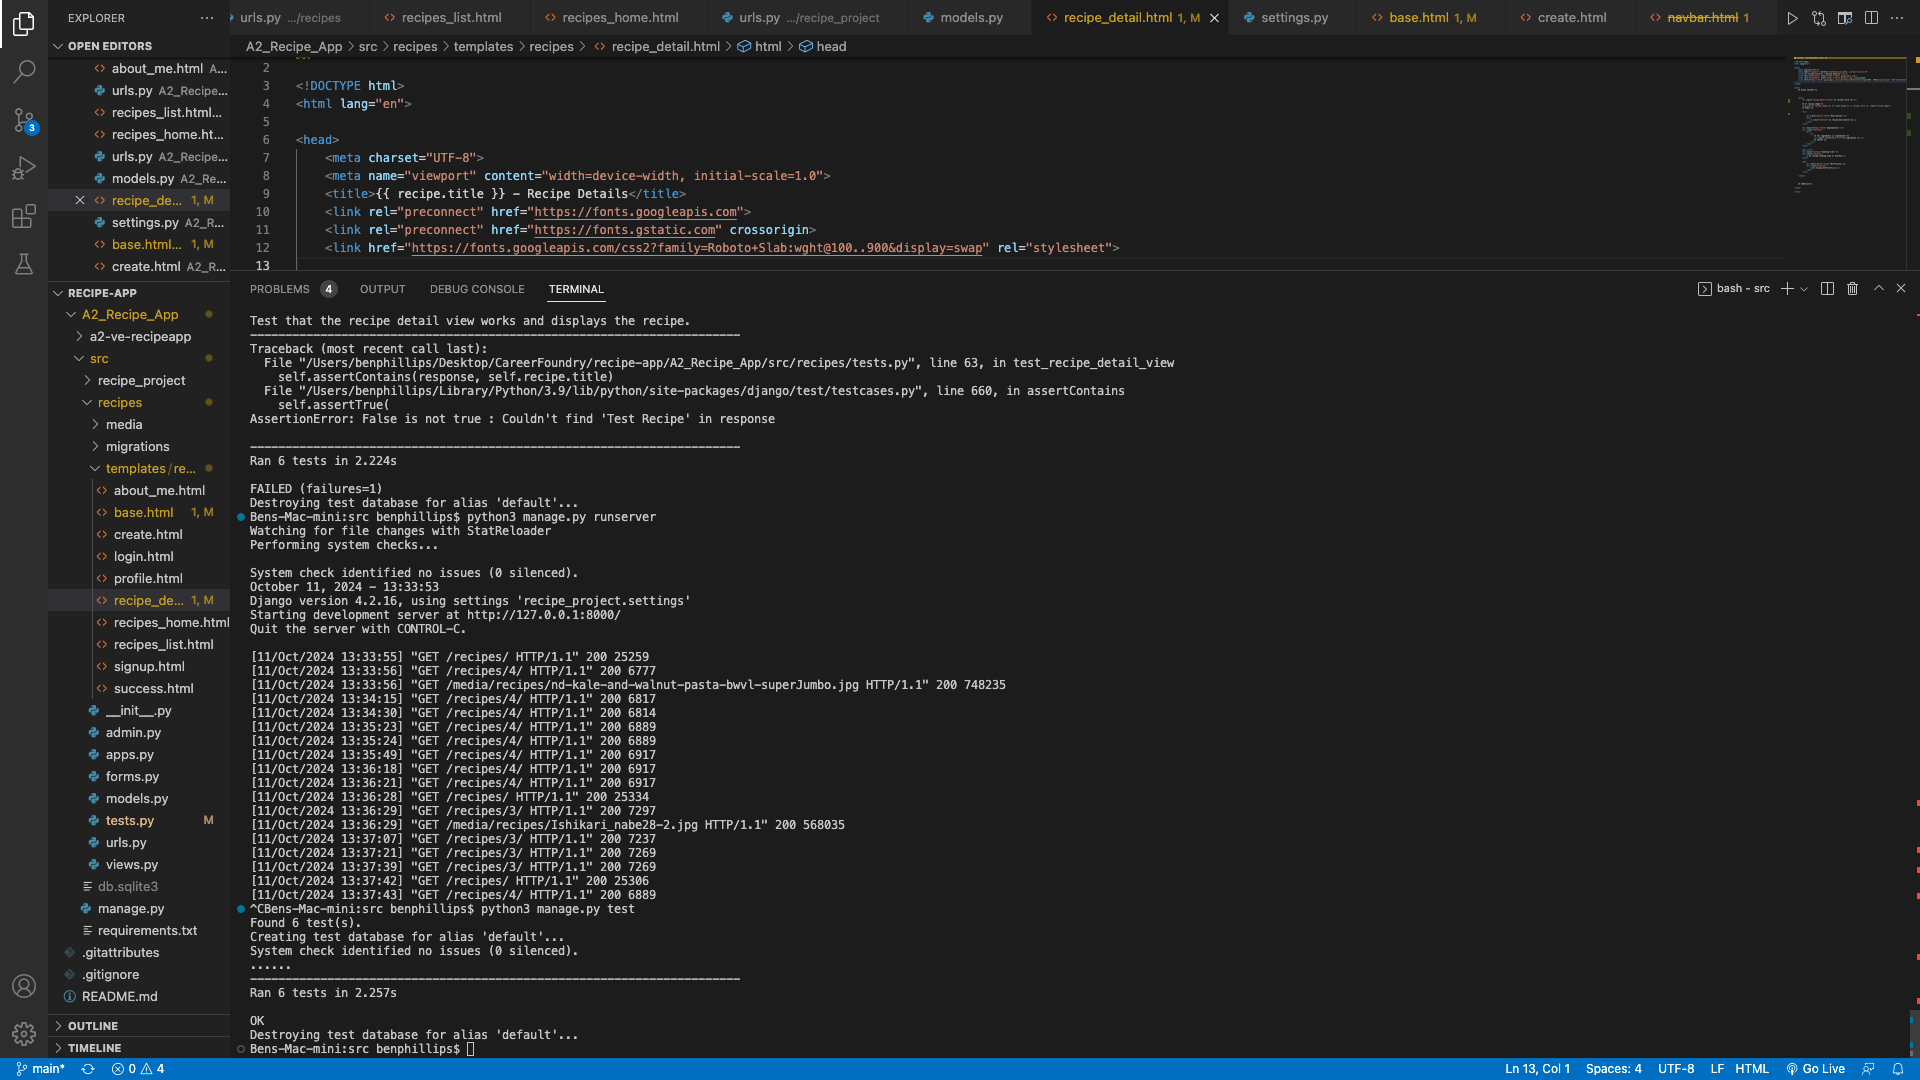 EXPLORER
OPEN EDITORS
about_me.html A...
urls.py A2_Recipe...
recipes_list.html...
recipes_home.ht...
urls.py A2_Recipe...
models.py A2_Re...
recipe_de... 1, M
settings.py A2_R...
base.html... 1, M
create.html A2_R...
RECIPE-APP
A2_Recipe_App
a2-ve-recipeapp
src
recipe_project
recipes
media
migrations
templates/re...
about_me.html
base.html 1, M
create.html
login.html
profile.html
recipe_de... 1, M
recipes_home.html
recipes_list.html
signup.html
success.html
__init__.py
admin.py
apps.py
forms.py
models.py
tests.py M
urls.py
views.py
db.sqlite3
manage.py
requirements.txt
.gitattributes
.gitignore
README.md
OUTLINE
TIMELINE
3
urls.py .../recipes
recipes_list.html
recipes_home.html
urls.py .../recipe_project
models.py
recipe_detail.html 1, M
settings.py
base.html 1, M
create.html
navbar.html 1
A2_Recipe_App > src > recipes > templates > recipes > recipe_detail.html > html > head
2
3 <!DOCTYPE html>
4 <html lang="en">
5
6 <head>
7 <meta charset="UTF-8">
8 <meta name="viewport" content="width=device-width, initial-scale=1.0">
9 <title>{{ recipe.title }} - Recipe Details</title>
10 <link rel="preconnect" href="https://fonts.googleapis.com">
11 <link rel="preconnect" href="https://fonts.gstatic.com" crossorigin>
12 <link href="https://fonts.googleapis.com/css2?family=Roboto+Slab:wght@100..900&display=swap" rel="stylesheet">
13
PROBLEMS 4 OUTPUT DEBUG CONSOLE TERMINAL
bash - src
Test that the recipe detail view works and displays the recipe.
----------------------------------------------------------------------
Traceback (most recent call last):
File "/Users/benphillips/Desktop/CareerFoundry/recipe-app/A2_Recipe_App/src/recipes/tests.py", line 63, in test_recipe_detail_view
self.assertContains(response, self.recipe.title)
File "/Users/benphillips/Library/Python/3.9/lib/python/site-packages/django/test/testcases.py", line 660, in assertContains
self.assertTrue(
AssertionError: False is not true : Couldn't find 'Test Recipe' in response
----------------------------------------------------------------------
Ran 6 tests in 2.224s
FAILED (failures=1)
Destroying test database for alias 'default'...
Bens-Mac-mini:src benphillips$ python3 manage.py runserver
Watching for file changes with StatReloader
Performing system checks...
System check identified no issues (0 silenced).
October 11, 2024 - 13:33:53
Django version 4.2.16, using settings 'recipe_project.settings'
Starting development server at http://127.0.0.1:8000/
Quit the server with CONTROL-C.
[11/Oct/2024 13:33:55] "GET /recipes/ HTTP/1.1" 200 25259
[11/Oct/2024 13:33:56] "GET /recipes/4/ HTTP/1.1" 200 6777
[11/Oct/2024 13:33:56] "GET /media/recipes/nd-kale-and-walnut-pasta-bwvl-superJumbo.jpg HTTP/1.1" 200 748235
[11/Oct/2024 13:34:15] "GET /recipes/4/ HTTP/1.1" 200 6817
[11/Oct/2024 13:34:30] "GET /recipes/4/ HTTP/1.1" 200 6814
[11/Oct/2024 13:35:23] "GET /recipes/4/ HTTP/1.1" 200 6889
[11/Oct/2024 13:35:24] "GET /recipes/4/ HTTP/1.1" 200 6889
[11/Oct/2024 13:35:49] "GET /recipes/4/ HTTP/1.1" 200 6917
[11/Oct/2024 13:36:18] "GET /recipes/4/ HTTP/1.1" 200 6917
[11/Oct/2024 13:36:21] "GET /recipes/4/ HTTP/1.1" 200 6917
[11/Oct/2024 13:36:28] "GET /recipes/ HTTP/1.1" 200 25334
[11/Oct/2024 13:36:29] "GET /recipes/3/ HTTP/1.1" 200 7297
[11/Oct/2024 13:36:29] "GET /media/recipes/Ishikari_nabe28-2.jpg HTTP/1.1" 200 568035
[11/Oct/2024 13:37:07] "GET /recipes/3/ HTTP/1.1" 200 7237
[11/Oct/2024 13:37:21] "GET /recipes/3/ HTTP/1.1" 200 7269
[11/Oct/2024 13:37:39] "GET /recipes/3/ HTTP/1.1" 200 7269
[11/Oct/2024 13:37:42] "GET /recipes/ HTTP/1.1" 200 25306
[11/Oct/2024 13:37:43] "GET /recipes/4/ HTTP/1.1" 200 6889
^CBens-Mac-mini:src benphillips$ python3 manage.py test
Found 6 test(s).
Creating test database for alias 'default'...
System check identified no issues (0 silenced).
......
----------------------------------------------------------------------
Ran 6 tests in 2.257s
OK
Destroying test database for alias 'default'...
Bens-Mac-mini:src benphillips$
main* 0 4
Ln 13, Col 1 Spaces: 4 UTF-8 LF HTML Go Live